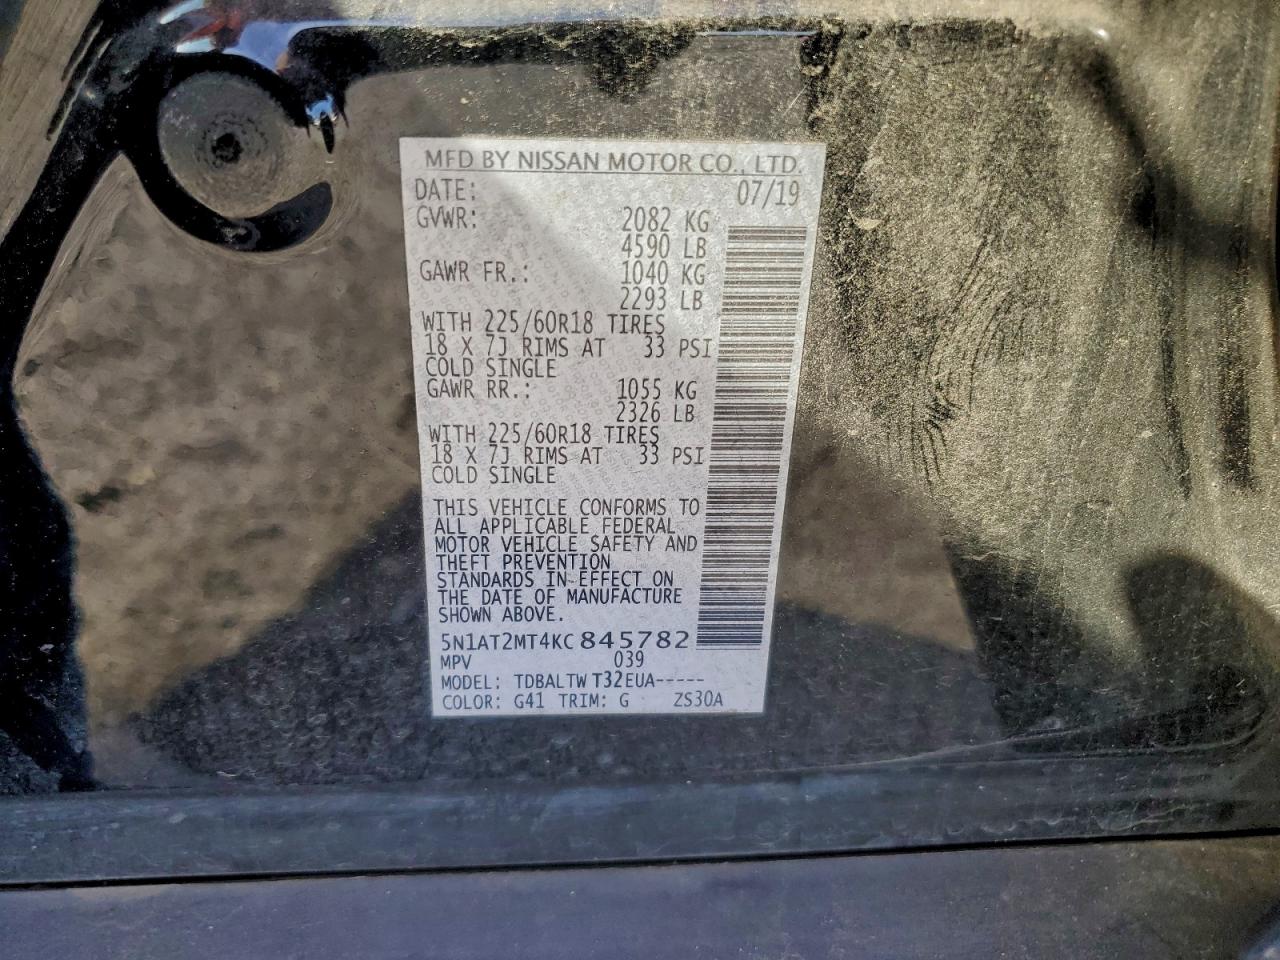 MFD BY NISSAN MOTOR CO., LTD.
DATE: 07/19
GVWR: 2082 KG
4590 LB
GAWR FR.: 1040 KG
2293 LB
WITH 225/60R18 TIRES
18 X 7J RIMS AT 33 PSI
COLD SINGLE
GAWR RR.: 1055 KG
2326 LB
WITH 225/60R18 TIRES
18 X 7J RIMS AT 33 PSI
COLD SINGLE
THIS VEHICLE CONFORMS TO
ALL APPLICABLE FEDERAL
MOTOR VEHICLE SAFETY AND
THEFT PREVENTION
STANDARDS IN EFFECT ON
THE DATE OF MANUFACTURE
SHOWN ABOVE.
5N1AT2MT4KC845782
MPV 039
MODEL: TDBALTWT32EUA-----
COLOR: G41 TRIM: G ZS30A